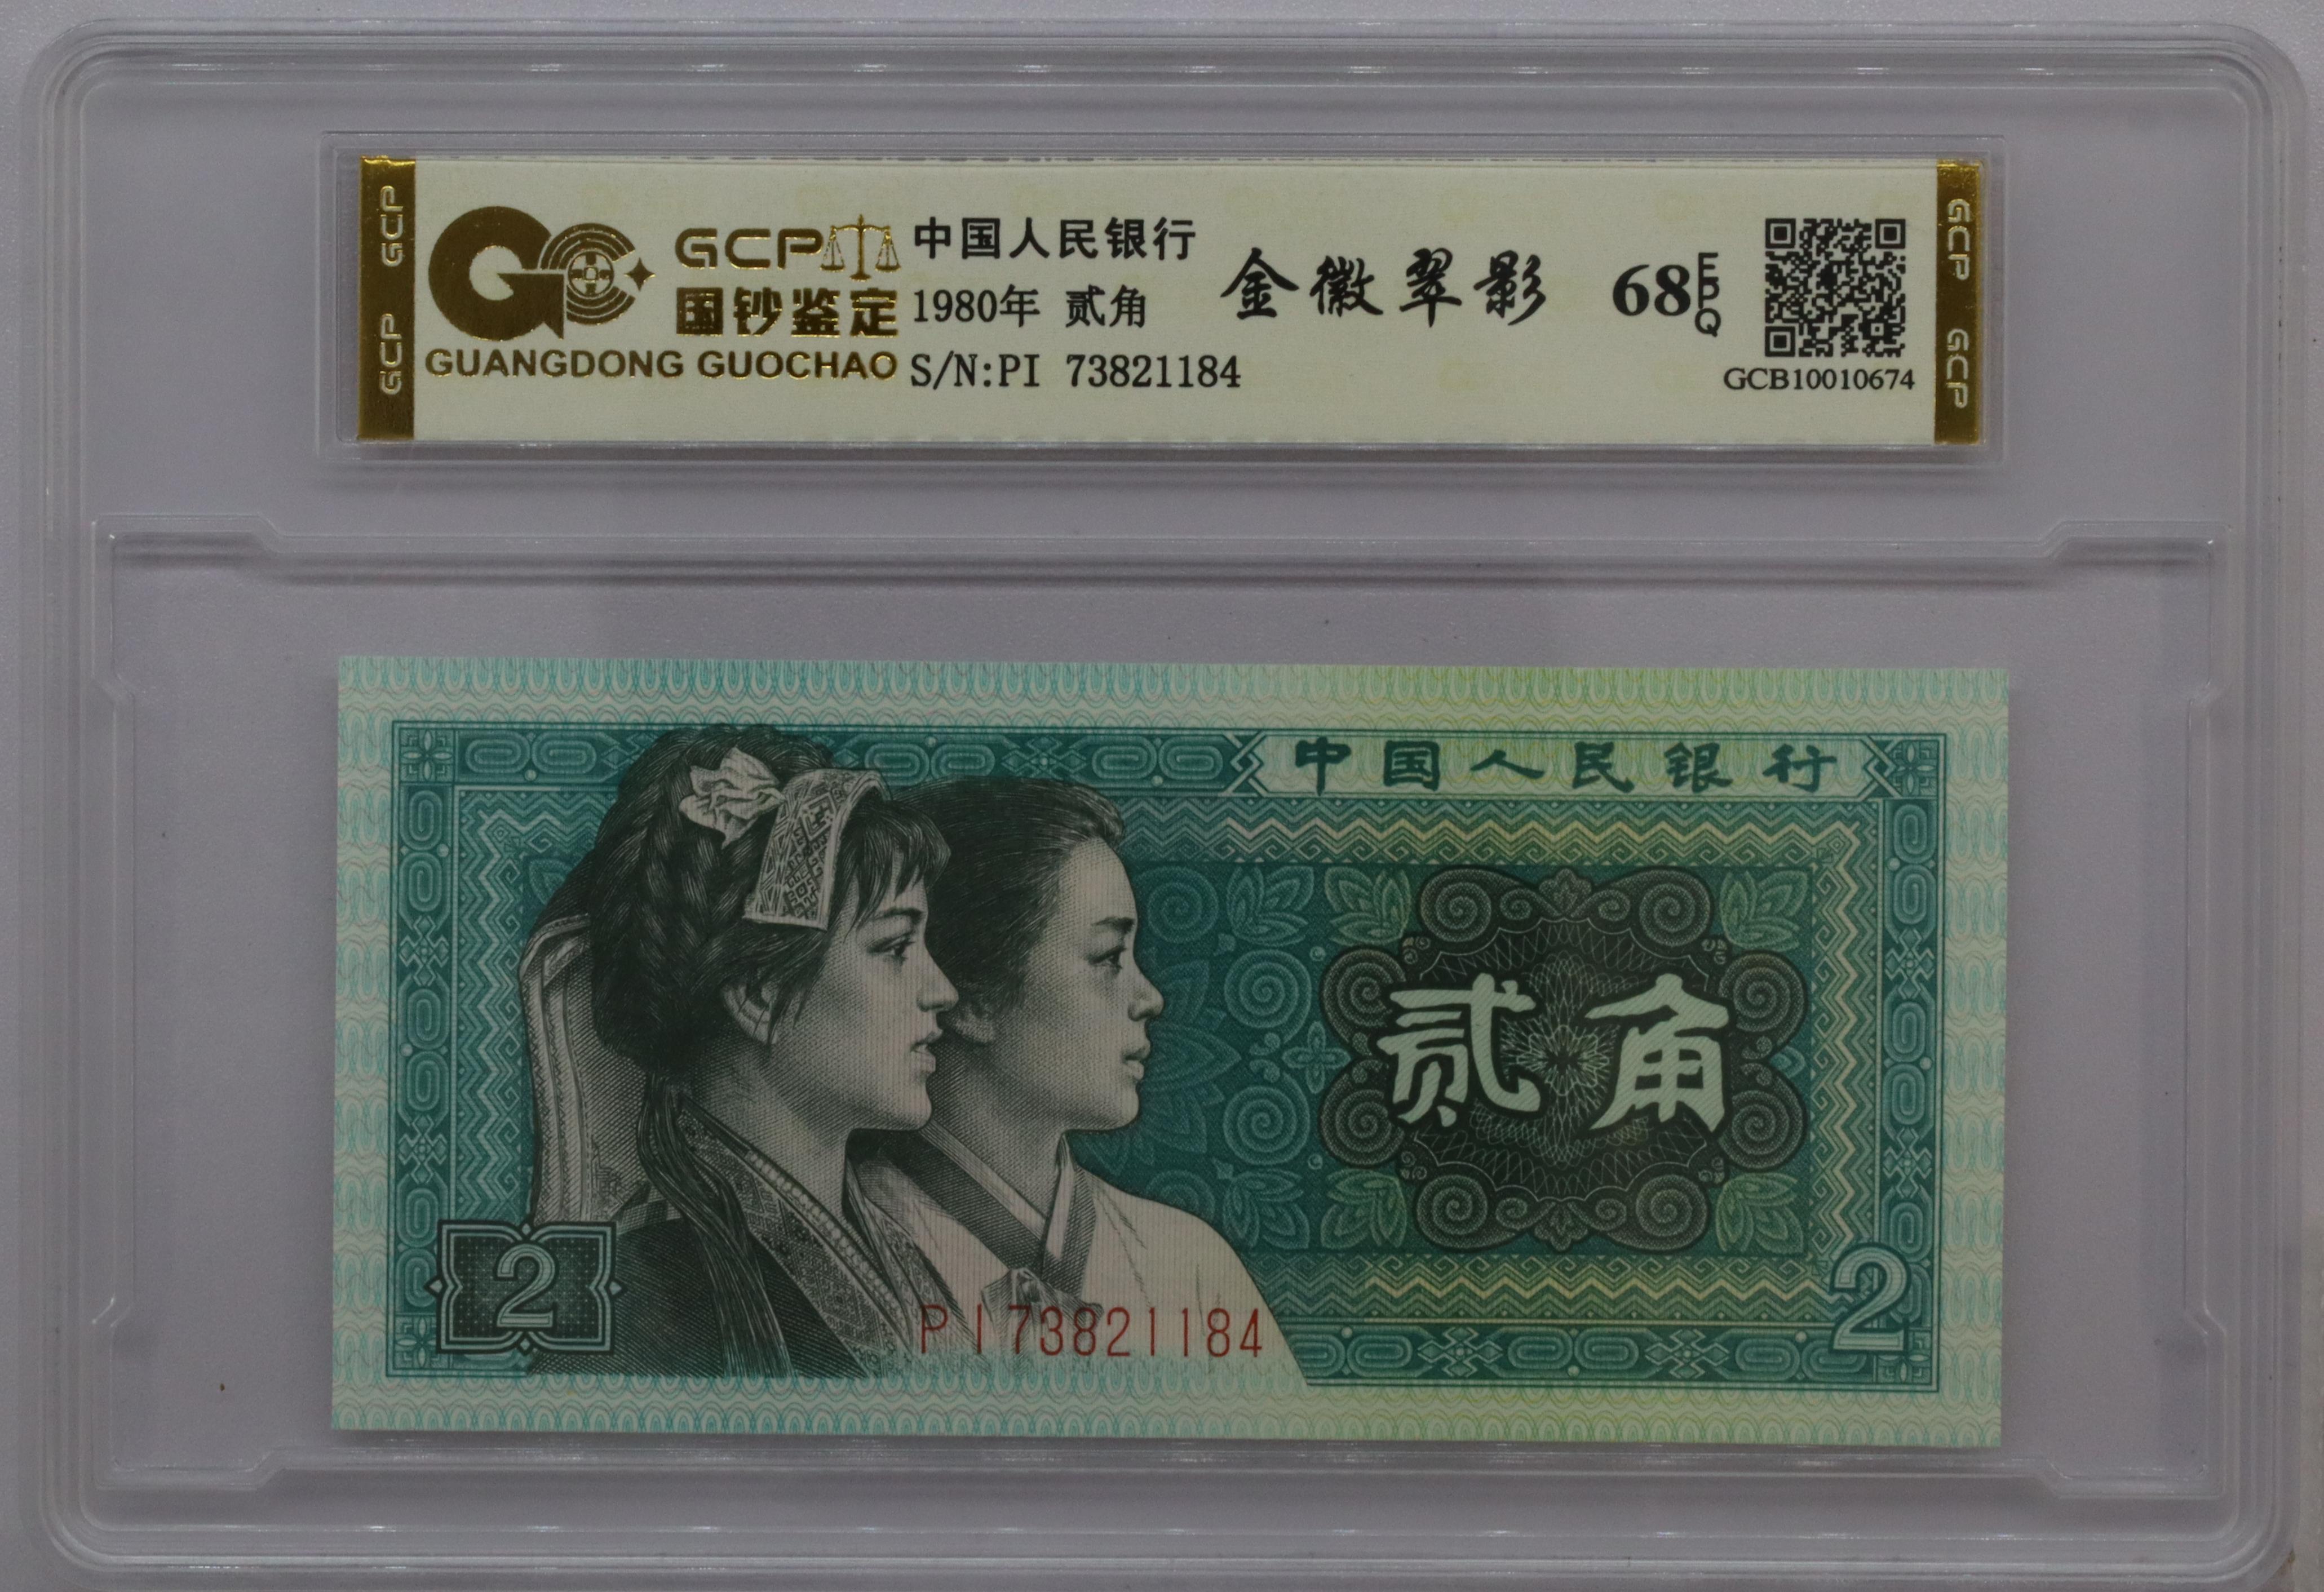 GCP GCP
GCP
国钞鉴定
GUANGDONG GUOCHAO
中国人民银行
1980年 贰角
S/N:PI 73821184
金徽翠影
68 EPQ
GCB10010674
GCP GCP
中国人民银行
贰角
2
PI73821184
2